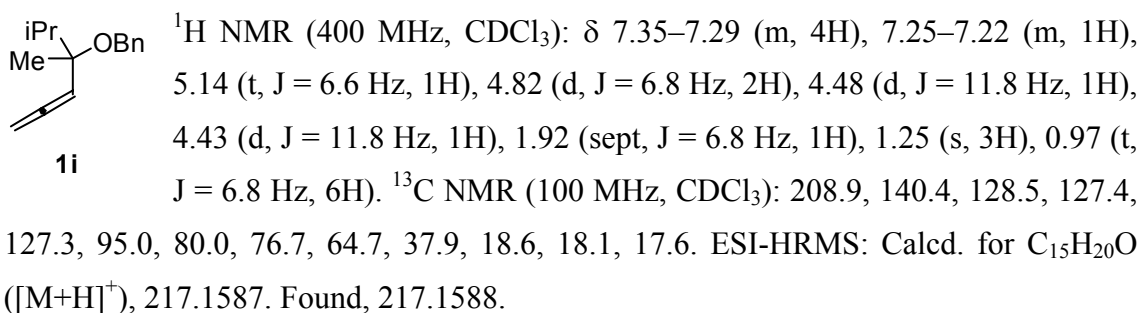 iPr
OBn
Me
1i
¹H NMR (400 MHz, CDCl₃): δ 7.35–7.29 (m, 4H), 7.25–7.22 (m, 1H),
5.14 (t, J = 6.6 Hz, 1H), 4.82 (d, J = 6.8 Hz, 2H), 4.48 (d, J = 11.8 Hz, 1H),
4.43 (d, J = 11.8 Hz, 1H), 1.92 (sept, J = 6.8 Hz, 1H), 1.25 (s, 3H), 0.97 (t,
J = 6.8 Hz, 6H). ¹³C NMR (100 MHz, CDCl₃): 208.9, 140.4, 128.5, 127.4,
127.3, 95.0, 80.0, 76.7, 64.7, 37.9, 18.6, 18.1, 17.6. ESI-HRMS: Calcd. for C₁₅H₂₀O
([M+H]⁺), 217.1587. Found, 217.1588.